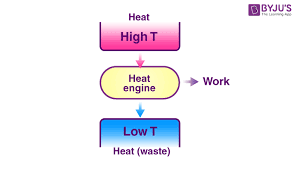 BYJU'S
The Learning App
Heat
High T
Heat
engine
Work
Low T
Heat (waste)